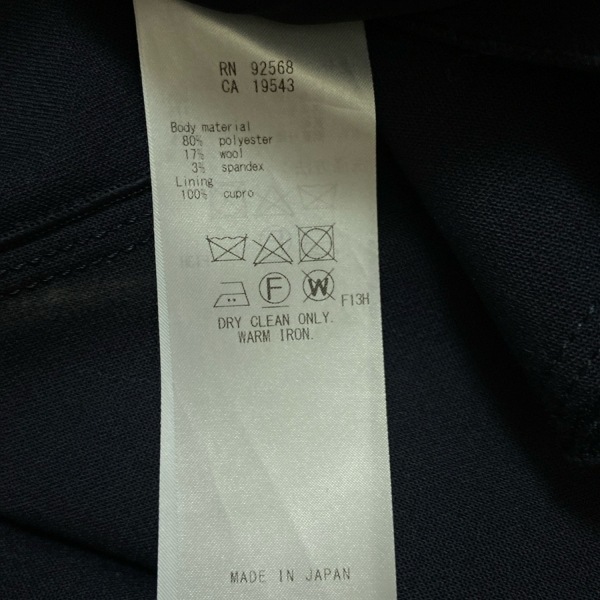 RN 92568
CA 19543
Body material
80% polyester
17% wool
3% spandex
Lining
100% cupro
F W F13H
DRY CLEAN ONLY.
WARM IRON.
MADE IN JAPAN